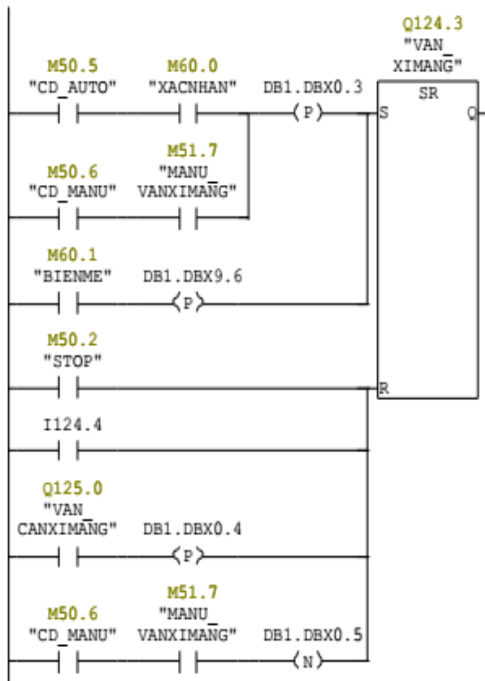 Q124.3
"VAN_
XIMANG"
M50.5
M60.0
"CD_AUTO"
"XACNHAN"
DB1.DBX0.3
SR
P
S
Q
M50.6
M51.7
"CD_MANU"
"MANU_
VANXIMANG"
M60.1
"BIENME"
DB1.DBX9.6
P
M50.2
"STOP"
R
I124.4
Q125.0
"VAN_
CANXIMANG"
DB1.DBX0.4
P
M50.6
M51.7
"CD_MANU"
"MANU_
VANXIMANG"
DB1.DBX0.5
N